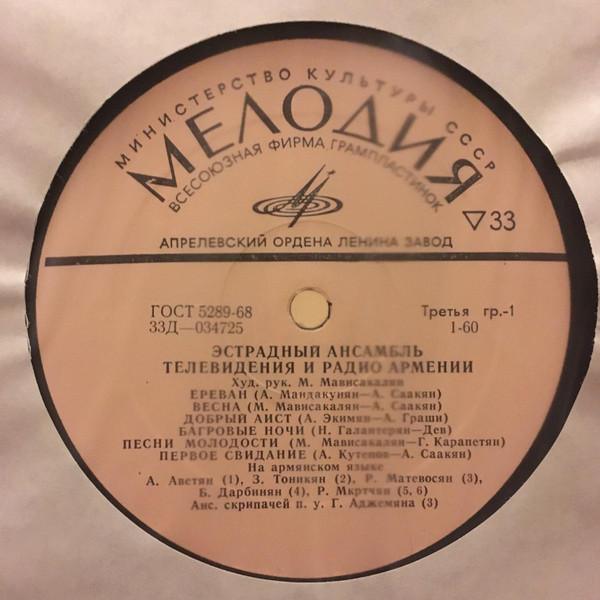 МИНИСТЕРСТВО КУЛЬТУРЫ СССР
МЕЛОДИЯ
ВСЕСОЮЗНАЯ ФИРМА ГРАМПЛАСТИНОК
▽33
АПРЕЛЕВСКИЙ ОРДЕНА ЛЕНИНА ЗАВОД
ГОСТ 5289-68 Третья гр.-1
33Д—034725 1-60
ЭСТРАДНЫЙ АНСАМБЛЬ
ТЕЛЕВИДЕНИЯ И РАДИО АРМЕНИИ
Худ. рук. М. Мависакалян
ЕРЕВАН (А. Мандакунян—А. Саакян)
ВЕСНА (М. Мависакалян—А. Саакян)
ДОБРЫЙ АИСТ (А. Экимян—А. Граши)
БАГРОВЫЕ НОЧИ (Н. Галантерян—Дев)
ПЕСНИ МОЛОДОСТИ (М. Мависакалян—Г. Карапетян)
ПЕРВОЕ СВИДАНИЕ (А. Кутепов—А. Саакян)
На армянском языке
А. Аветян (1), З. Тоникян (2), Р. Матевосян (3),
Б. Дарбинян (4), Р. Мкртчян (5, 6)
Анс. скрипачей п. у. Г. Аджемяна (3)